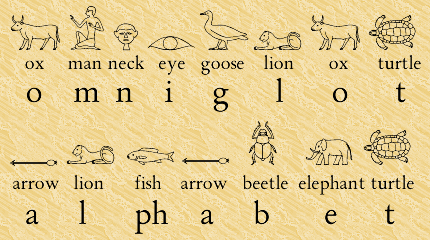 ox man neck eye goose lion ox turtle
o m n i g l o t
arrow lion fish arrow beetle elephant turtle
a l ph a b e t